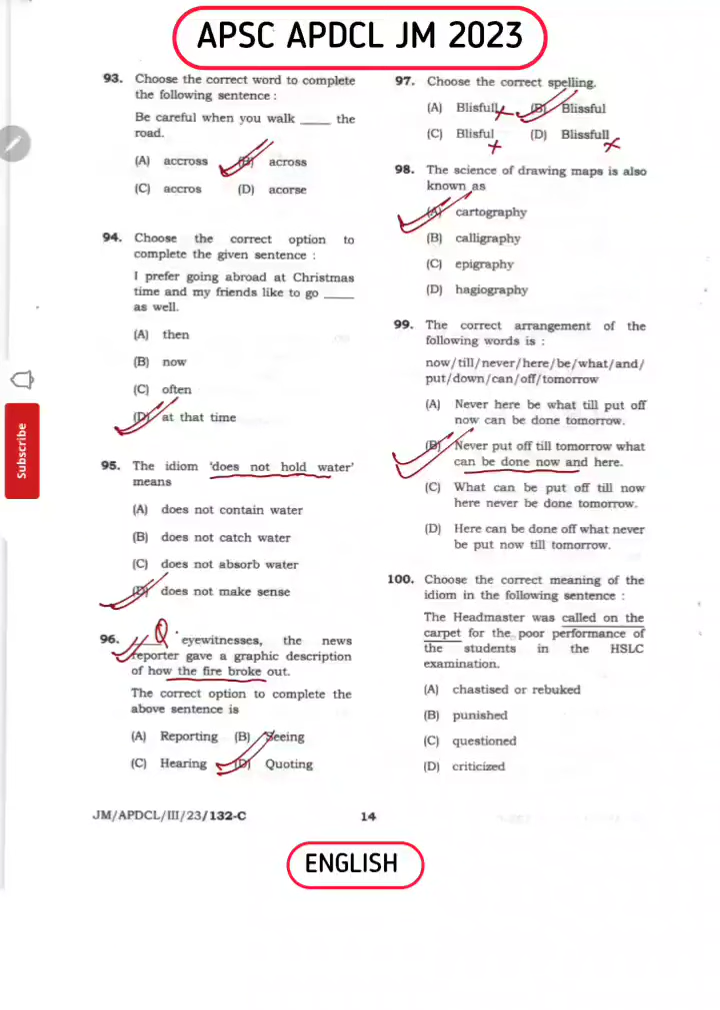 APSC APDCL JM 2023
93. Choose the correct word to complete
the following sentence :
Be careful when you walk ____ the
road.
(A) accross (B) across
(C) accros (D) acorse
94. Choose the correct option to
complete the given sentence :
I prefer going abroad at Christmas
time and my friends like to go ____
as well.
(A) then
(B) now
(C) often
(D) at that time
95. The idiom 'does not hold water'
means
(A) does not contain water
(B) does not catch water
(C) does not absorb water
(D) does not make sense
96. ____ Q eyewitnesses, the news
reporter gave a graphic description
of how the fire broke out.
The correct option to complete the
above sentence is
(A) Reporting (B) Seeing
(C) Hearing (D) Quoting
JM/APDCL/III/23/132-C
97. Choose the correct spelling.
(A) Blisfull (B) Blissful
(C) Blisful (D) Blissfull
98. The science of drawing maps is also
known as
(A) cartography
(B) calligraphy
(C) epigraphy
(D) hagiography
99. The correct arrangement of the
following words is :
now/till/never/here/be/what/and/
put/down/can/off/tomorrow
(A) Never here be what till put off
now can be done tomorrow.
(B) Never put off till tomorrow what
can be done now and here.
(C) What can be put off till now
here never be done tomorrow.
(D) Here can be done off what never
be put now till tomorrow.
100. Choose the correct meaning of the
idiom in the following sentence :
The Headmaster was called on the
carpet for the poor performance of
the students in the HSLC
examination.
(A) chastised or rebuked
(B) punished
(C) questioned
(D) criticized
14
Subscribe
ENGLISH